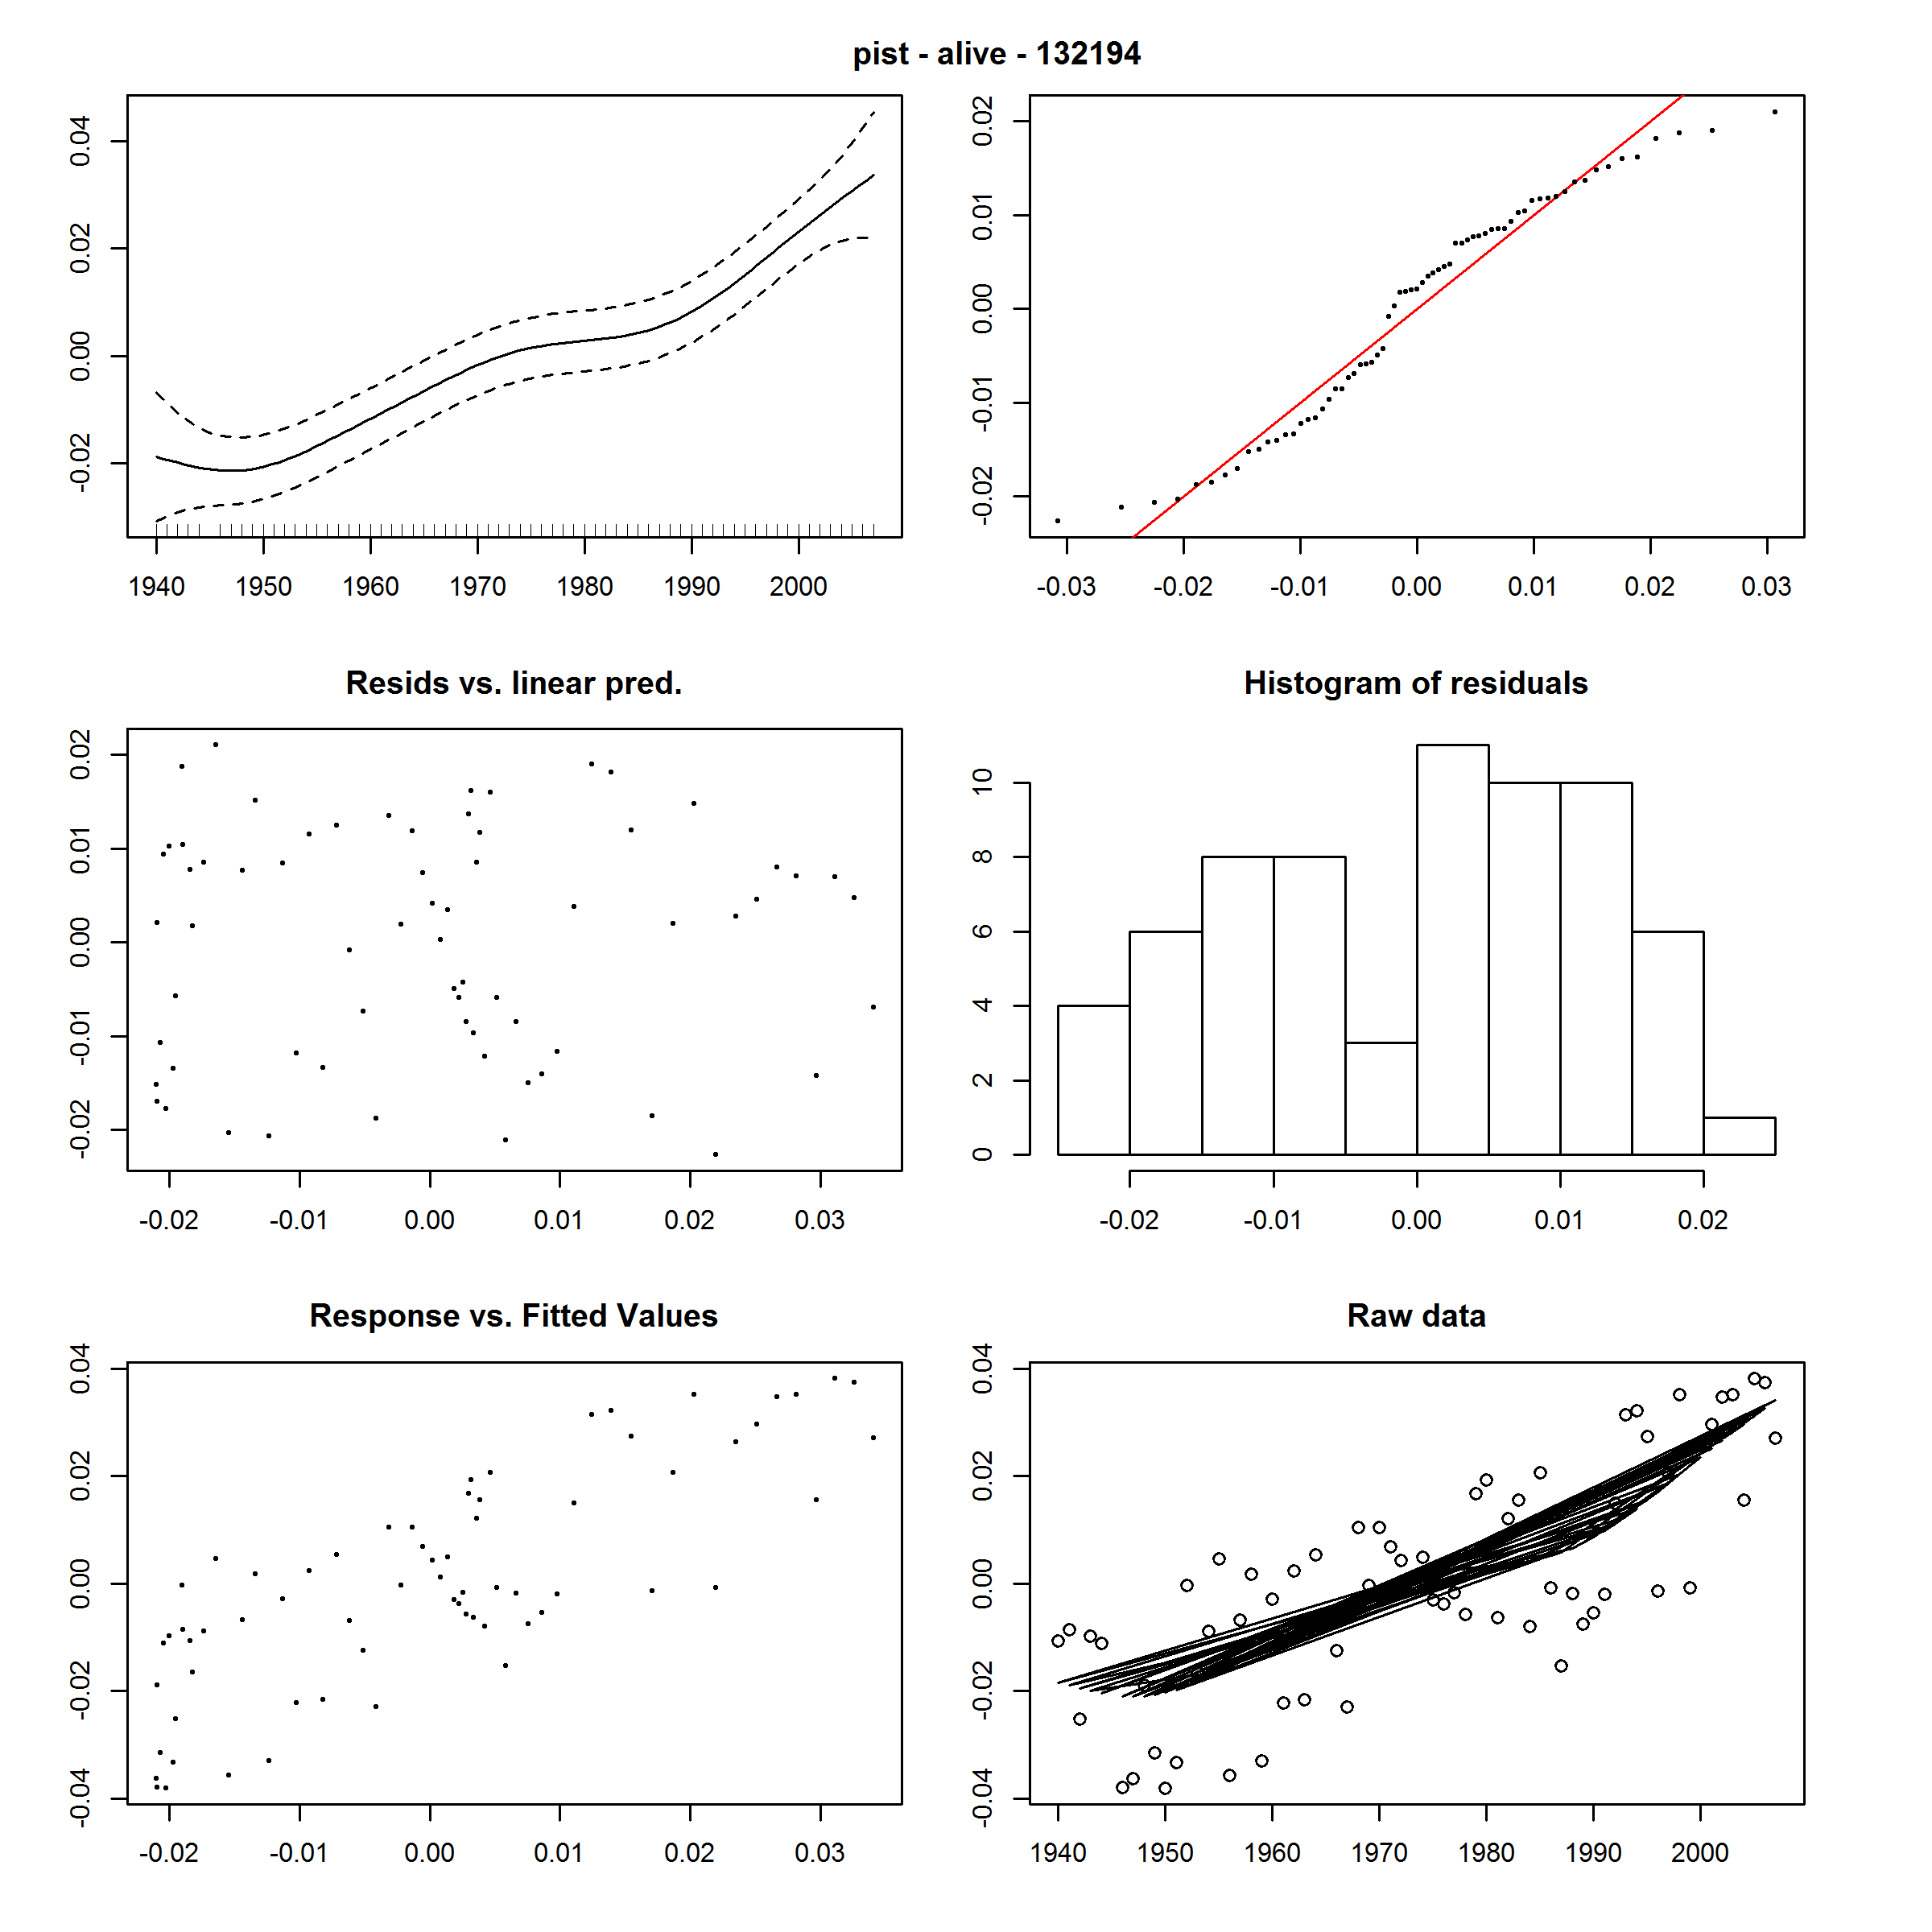 pist - alive - 132194
0.04
0.02
0.00
-0.02
1940 1950 1960 1970 1980 1990 2000
0.02
0.01
0.00
-0.01
-0.02
-0.03 -0.02 -0.01 0.00 0.01 0.02 0.03
Resids vs. linear pred.
0.02
0.01
0.00
-0.01
-0.02
-0.02 -0.01 0.00 0.01 0.02 0.03
Histogram of residuals
10
8
6
4
2
0
-0.02 -0.01 0.00 0.01 0.02
Response vs. Fitted Values
0.04
0.02
0.00
-0.02
-0.04
-0.02 -0.01 0.00 0.01 0.02 0.03
Raw data
0.04
0.02
0.00
-0.02
-0.04
1940 1950 1960 1970 1980 1990 2000